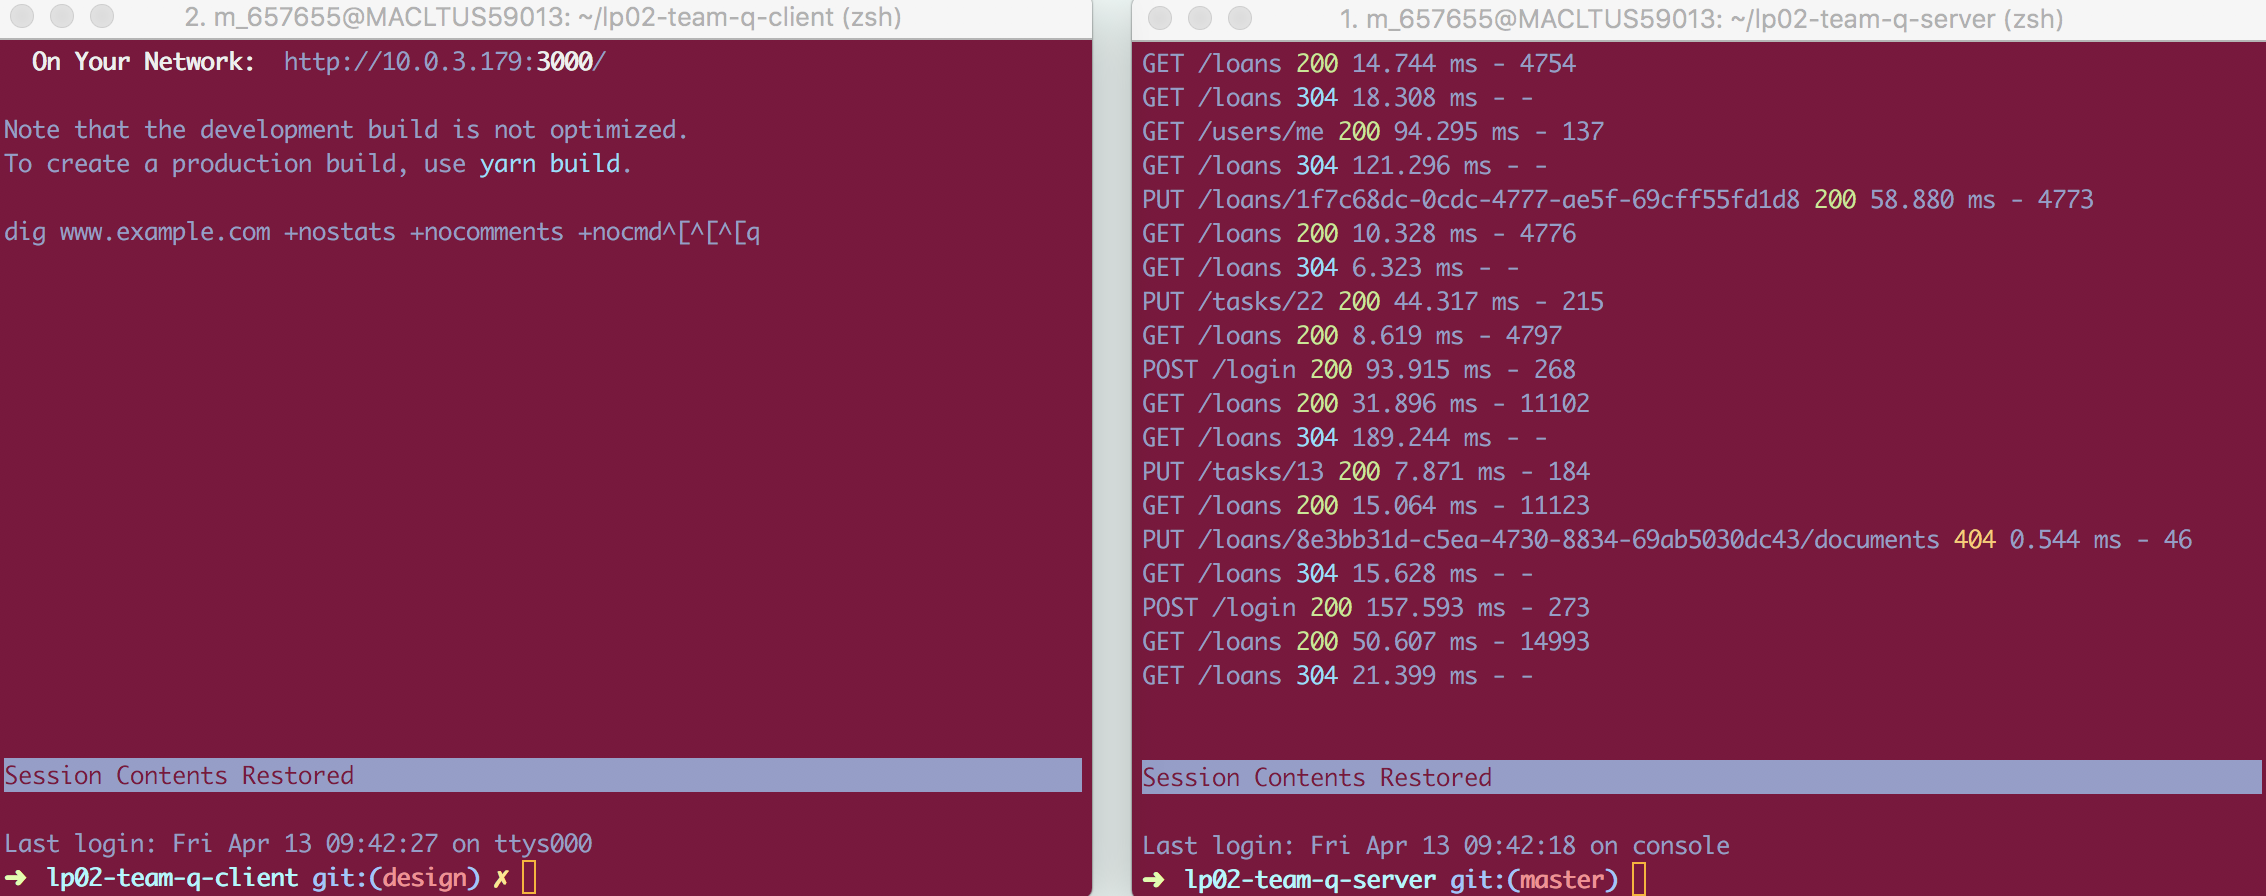 2. m_657655@MACLTUS59013: ~/lp02-team-q-client (zsh)
On Your Network:  http://10.0.3.179:3000/
Note that the development build is not optimized.
To create a production build, use yarn build.
dig www.example.com +nostats +nocomments +nocmd^[^[^[q
Session Contents Restored
Last login: Fri Apr 13 09:42:27 on ttys000
➜  lp02-team-q-client git:(design) ✗
1. m_657655@MACLTUS59013: ~/lp02-team-q-server (zsh)
GET /loans 200 14.744 ms - 4754
GET /loans 304 18.308 ms - -
GET /users/me 200 94.295 ms - 137
GET /loans 304 121.296 ms - -
PUT /loans/1f7c68dc-0cdc-4777-ae5f-69cff55fd1d8 200 58.880 ms - 4773
GET /loans 200 10.328 ms - 4776
GET /loans 304 6.323 ms - -
PUT /tasks/22 200 44.317 ms - 215
GET /loans 200 8.619 ms - 4797
POST /login 200 93.915 ms - 268
GET /loans 200 31.896 ms - 11102
GET /loans 304 189.244 ms - -
PUT /tasks/13 200 7.871 ms - 184
GET /loans 200 15.064 ms - 11123
PUT /loans/8e3bb31d-c5ea-4730-8834-69ab5030dc43/documents 404 0.544 ms - 46
GET /loans 304 15.628 ms - -
POST /login 200 157.593 ms - 273
GET /loans 200 50.607 ms - 14993
GET /loans 304 21.399 ms - -
Session Contents Restored
Last login: Fri Apr 13 09:42:18 on console
➜  lp02-team-q-server git:(master)